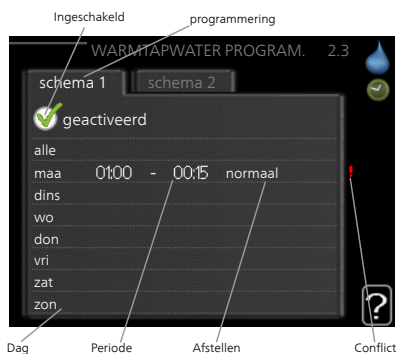 Ingeschakeld programmering
WARMTAPWATER PROGRAM. 2.3
schema 1 schema 2
geactiveerd
alle
maa 01:00 - 00:15 normaal !
dins
wo
don
vri
zat
zon ?
Dag Periode Afstellen Conflict